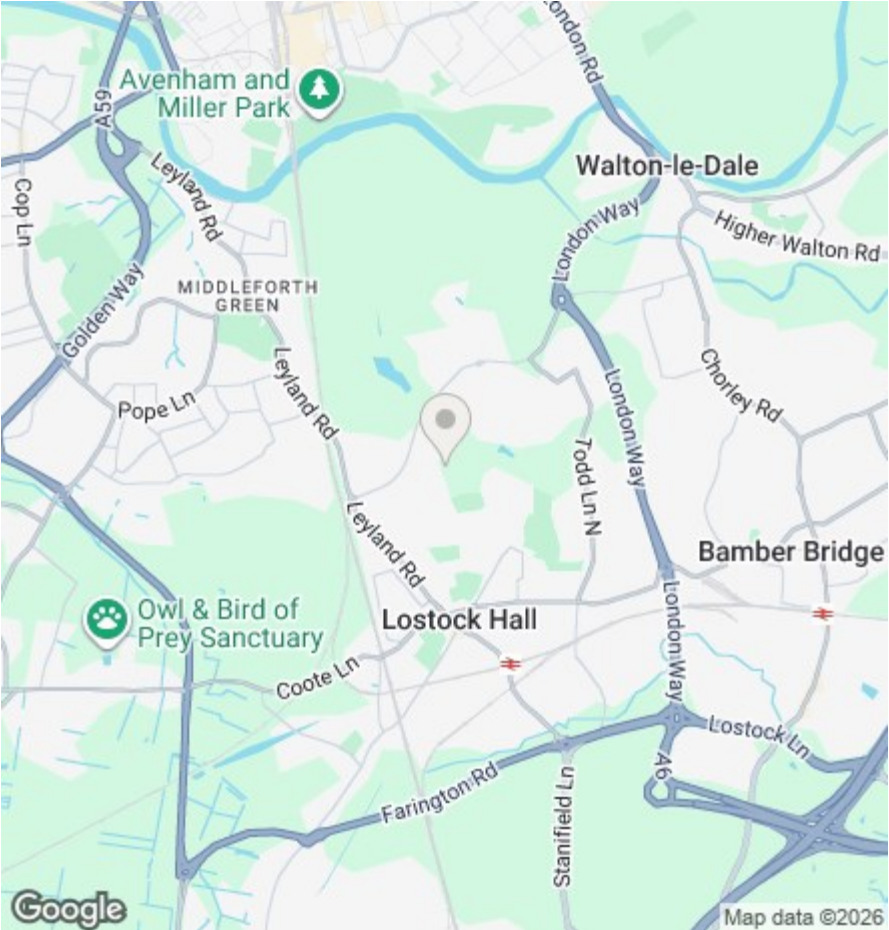 London Rd
Avenham and
Miller Park
A59
Leyland Rd
Walton-le-Dale
Cop Ln
London Way
Higher Walton Rd
MIDDLEFORTH
GREEN
Golden Way
Leyland Rd
Chorley Rd
Pope Ln
London Way
Todd Ln N
Leyland Rd
Bamber Bridge
Owl & Bird of
Prey Sanctuary
Lostock Hall
London Way
Coote Ln
Lostock Ln
A6
Farington Rd
Stanifield Ln
Google
Map data ©2026